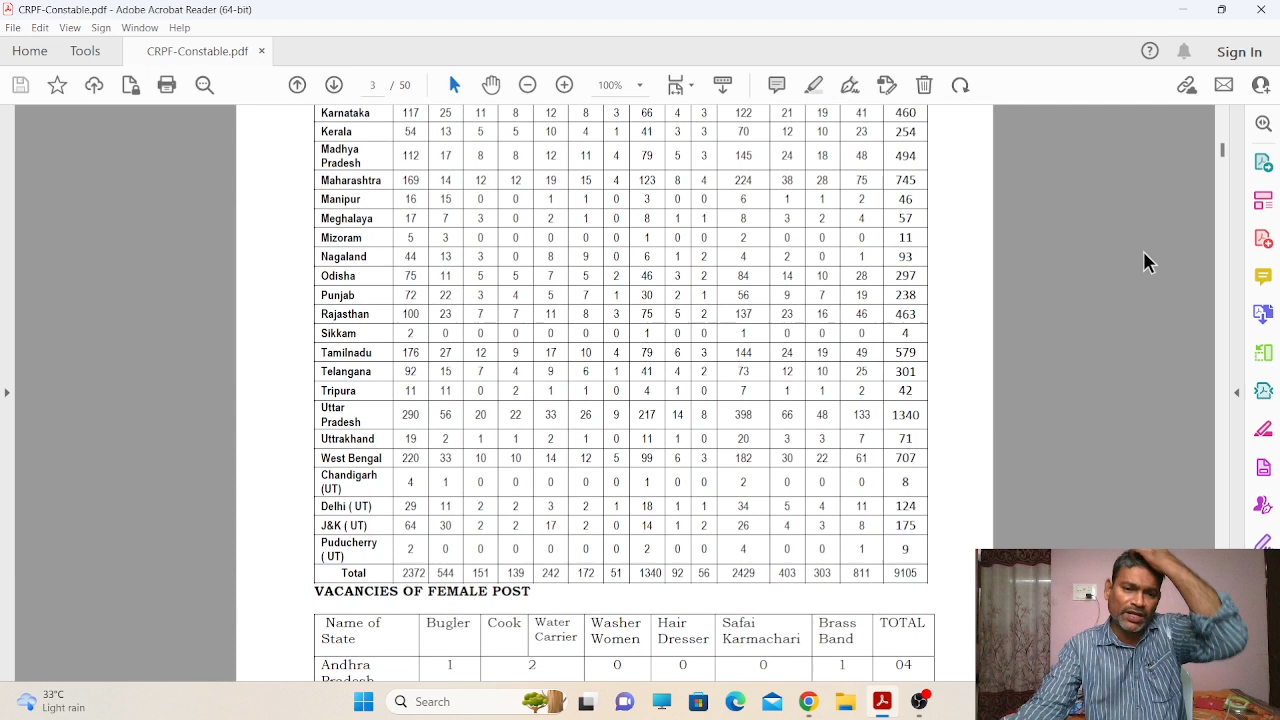 CRPF-Constable.pdf - Adobe Acrobat Reader (64-bit)
File Edit View Sign Window Help
Home Tools CRPF-Constable.pdf × Sign In
3 / 50 100%
Karnataka 117 25 11 8 12 8 3 66 4 3 122 21 19 41 460
Kerala 54 13 5 5 10 4 1 41 3 3 70 12 10 23 254
Madhya
Pradesh 112 17 8 8 12 11 4 79 5 3 145 24 18 48 494
Maharashtra 169 14 12 12 19 15 4 123 8 4 224 38 28 75 745
Manipur 16 15 0 0 1 1 0 3 0 0 6 1 1 2 46
Meghalaya 17 7 3 0 2 1 0 8 1 1 8 3 2 4 57
Mizoram 5 3 0 0 0 0 0 1 0 0 2 0 0 0 11
Nagaland 44 13 3 0 8 9 0 6 1 2 4 2 0 1 93
Odisha 75 11 5 5 7 5 2 46 3 2 84 14 10 28 297
Punjab 72 22 3 4 5 7 1 30 2 1 56 9 7 19 238
Rajasthan 100 23 7 7 11 8 3 75 5 2 137 23 16 46 463
Sikkam 2 0 0 0 0 0 0 1 0 0 1 0 0 0 4
Tamilnadu 176 27 12 9 17 10 4 79 6 3 144 24 19 49 579
Telangana 92 15 7 4 9 6 1 41 4 2 73 12 10 25 301
Tripura 11 11 0 2 1 1 0 4 1 0 7 1 1 2 42
Uttar
Pradesh 290 56 20 22 33 26 9 217 14 8 398 66 48 133 1340
Uttrakhand 19 2 1 1 2 1 0 11 1 0 20 3 3 7 71
West Bengal 220 33 10 10 14 12 5 99 6 3 182 30 22 61 707
Chandigarh
(UT) 4 1 0 0 0 0 0 1 0 0 2 0 0 0 8
Delhi ( UT) 29 11 2 2 3 2 1 18 1 1 34 5 4 11 124
J&K ( UT) 64 30 2 2 17 2 0 14 1 2 26 4 3 8 175
Puducherry
( UT) 2 0 0 0 0 0 0 2 0 0 4 0 0 1 9
Total 2372 544 151 139 242 172 51 1340 92 56 2429 403 303 811 9105
VACANCIES OF FEMALE POST
Name of Bugler Cook Water Washer Hair Safai Brass TOTAL
State Carrier Women Dresser Karmachari Band
Andhra 1 2 0 0 0 1 04
Pradesh
33°C
Light rain
Search